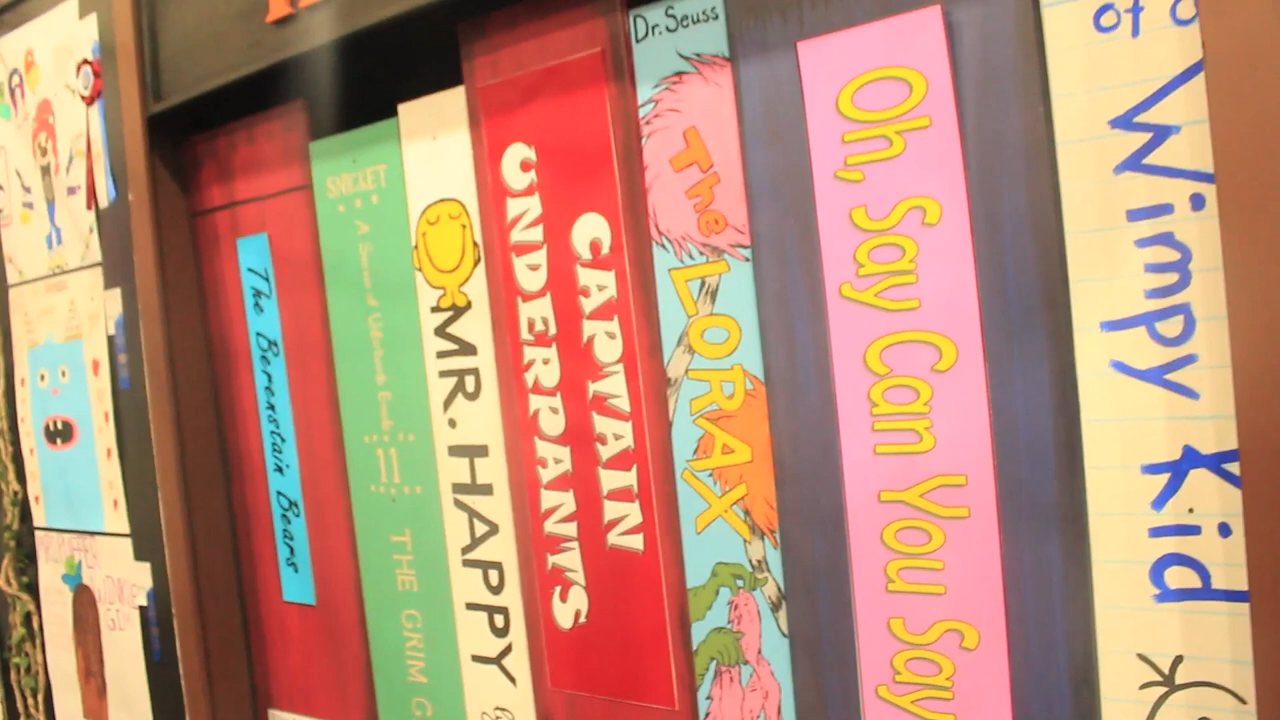 The Berenstain Bears
SNICKET
A Series of Unfortunate Events
11
THE GRIM G
MR. HAPPY
CAPTAIN
UNDERPANTS
Dr. Seuss
The
LORAX
Oh, Say Can You Say
of a
Wimpy Kid